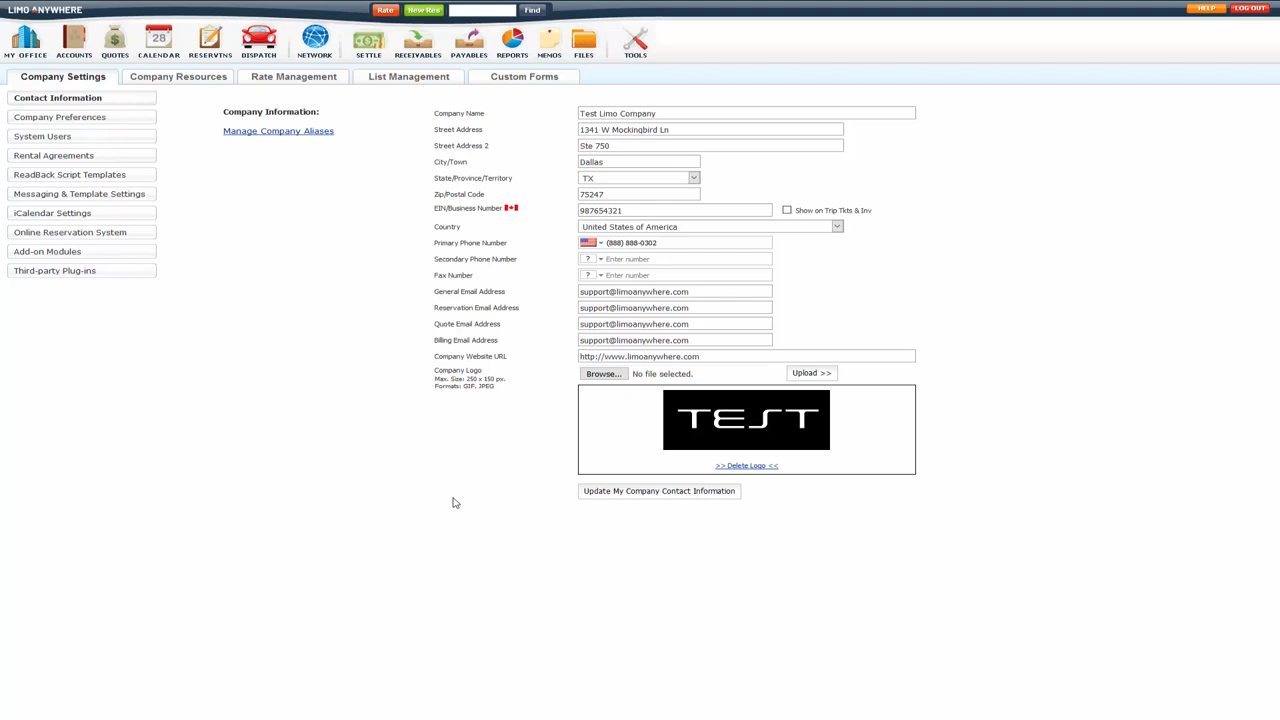 LIMO ANYWHERE Rate New Res Find HELP LOG OUT
28
MY OFFICE ACCOUNTS QUOTES CALENDAR RESERVTNS DISPATCH NETWORK SETTLE RECEIVABLES PAYABLES REPORTS MEMOS FILES TOOLS
Company Settings Company Resources Rate Management List Management Custom Forms
Contact Information
Company Preferences
System Users
Rental Agreements
ReadBack Script Templates
Messaging & Template Settings
iCalendar Settings
Online Reservation System
Add-on Modules
Third-party Plug-ins
Company Information:
Manage Company Aliases
Company Name Test Limo Company
Street Address 1341 W Mockingbird Ln
Street Address 2 Ste 750
City/Town Dallas
State/Province/Territory TX
Zip/Postal Code 75247
EIN/Business Number 987654321 Show on Trip Tkts & Inv
Country United States of America
Primary Phone Number (888) 888-0302
Secondary Phone Number ? Enter number
Fax Number ? Enter number
General Email Address support@limoanywhere.com
Reservation Email Address support@limoanywhere.com
Quote Email Address support@limoanywhere.com
Billing Email Address support@limoanywhere.com
Company Website URL http://www.limoanywhere.com
Company Logo Browse... No file selected. Upload >>
Max. Size: 250 x 150 px.
Formats: GIF, JPEG
TEST
>> Delete Logo <<
Update My Company Contact Information